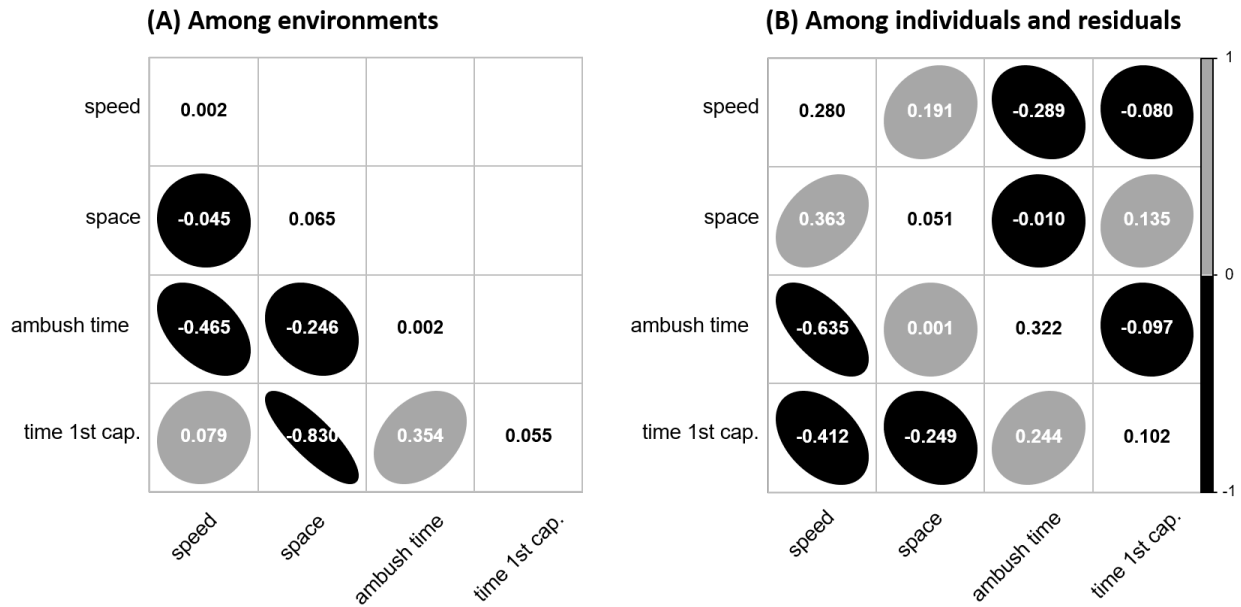 (A) Among environments
(B) Among individuals and residuals
speed 0.002
space -0.045 0.065
ambush time -0.465 -0.246 0.002
time 1st cap. 0.079 -0.830 0.354 0.055
speed space ambush time time 1st cap.
speed 0.280 0.191 -0.289 -0.080
space 0.363 0.051 -0.010 0.135
ambush time -0.635 0.001 0.322 -0.097
time 1st cap. -0.412 -0.249 0.244 0.102
speed space ambush time time 1st cap.
1
0
-1